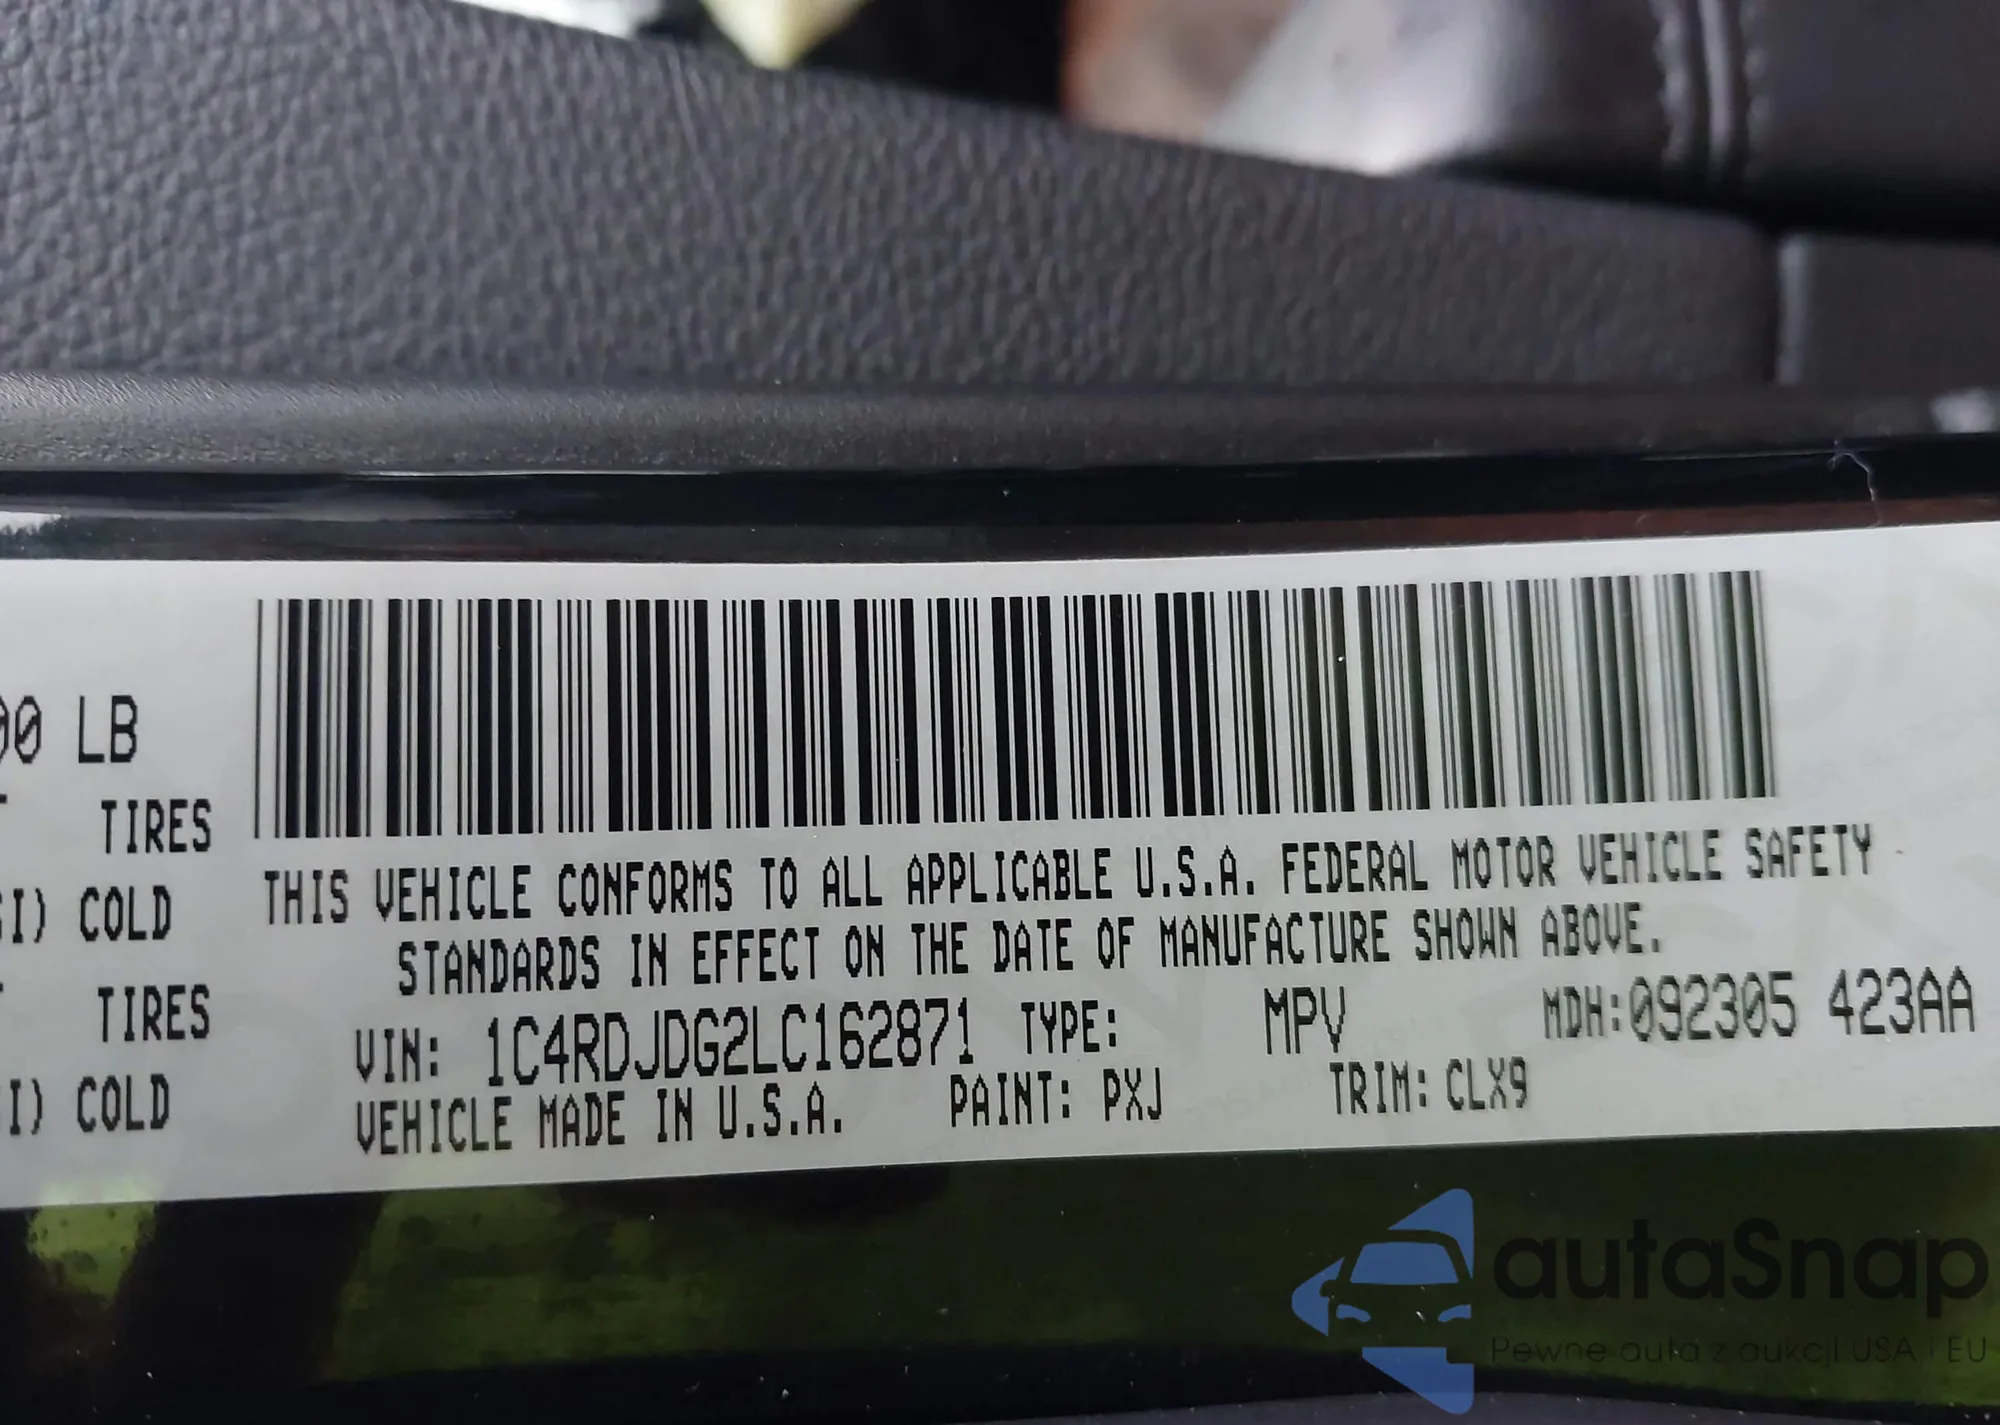 00 LB
TIRES
SI) COLD
TIRES
SI) COLD
THIS VEHICLE CONFORMS TO ALL APPLICABLE U.S.A. FEDERAL MOTOR VEHICLE SAFETY
STANDARDS IN EFFECT ON THE DATE OF MANUFACTURE SHOWN ABOVE.
VIN: 1C4RDJDG2LC162871 TYPE: MPV MDH:092305 423AA
VEHICLE MADE IN U.S.A. PAINT: PXJ TRIM: CLX9
autaSnap
Pewne auta z aukcji USA i EU